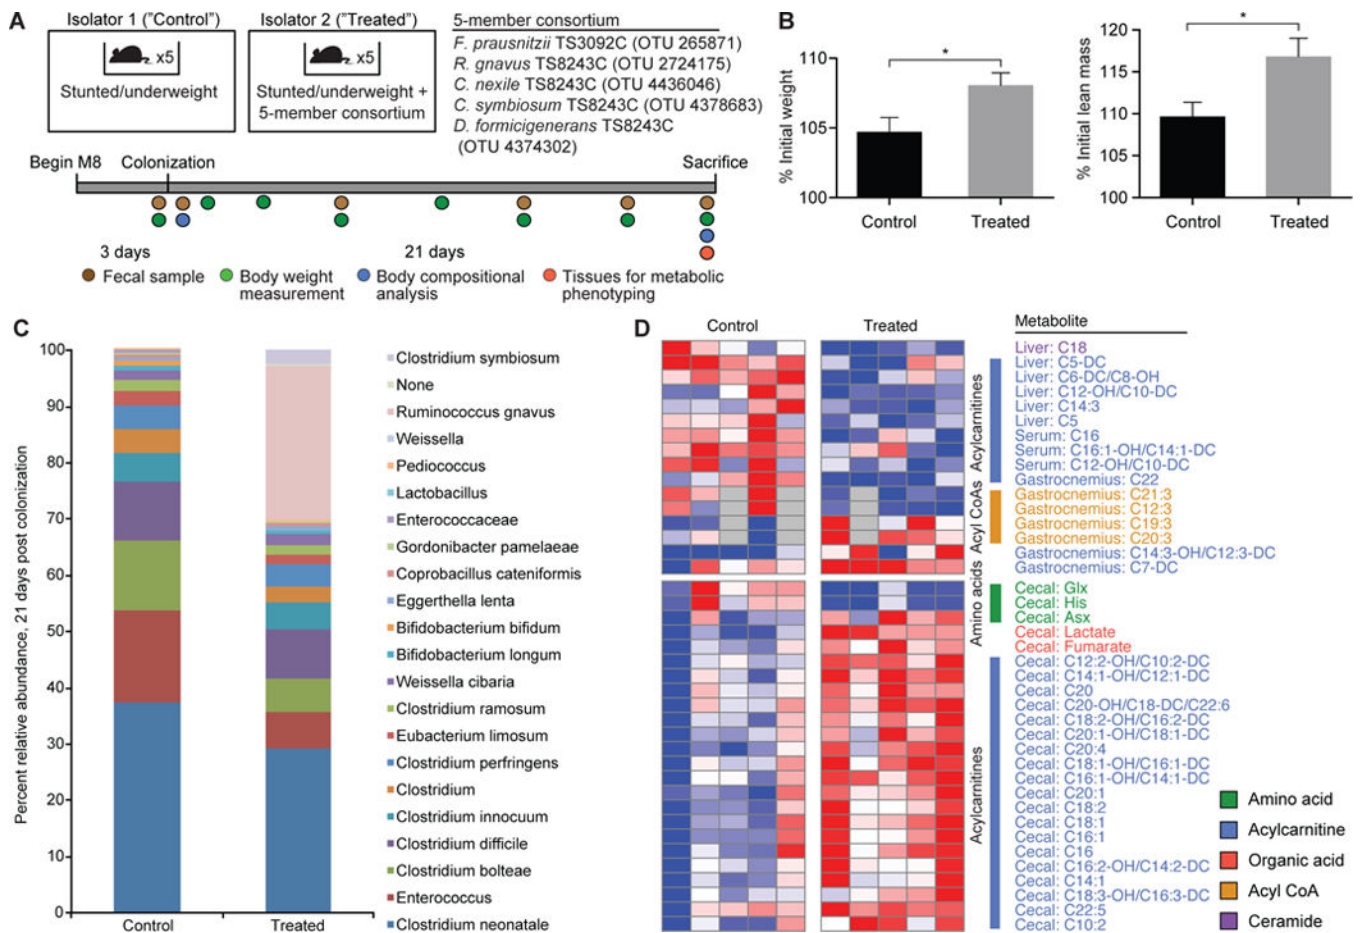 A
Isolator 1 ("Control")
x5
Stunted/underweight
Isolator 2 ("Treated")
x5
Stunted/underweight +
5-member consortium
5-member consortium
F. prausnitzii TS3092C (OTU 265871)
R. gnavus TS8243C (OTU 2724175)
C. nexile TS8243C (OTU 4436046)
C. symbiosum TS8243C (OTU 4378683)
D. formicigenerans TS8243C
(OTU 4374302)
Begin M8
Colonization
Sacrifice
3 days
21 days
Fecal sample
Body weight
measurement
Body compositional
analysis
Tissues for metabolic
phenotyping
B
% Initial weight
110
105
100
*
Control
Treated
% Initial lean mass
120
115
110
105
100
*
Control
Treated
C
Percent relative abundance, 21 days post colonization
100
90
80
70
60
50
40
30
20
10
0
Control
Treated
Clostridium symbiosum
None
Ruminococcus gnavus
Weissella
Pediococcus
Lactobacillus
Enterococcaceae
Gordonibacter pamelaeae
Coprobacillus cateniformis
Eggerthella lenta
Bifidobacterium bifidum
Bifidobacterium longum
Weissella cibaria
Clostridium ramosum
Eubacterium limosum
Clostridium perfringens
Clostridium
Clostridium innocuum
Clostridium difficile
Clostridium bolteae
Enterococcus
Clostridium neonatale
D
Control
Treated
Metabolite
Liver: C18
Liver: C5-DC
Liver: C6-DC/C8-OH
Liver: C12-OH/C10-DC
Liver: C14:3
Liver: C5
Serum: C16
Serum: C16:1-OH/C14:1-DC
Serum: C12-OH/C10-DC
Gastrocnemius: C22
Gastrocnemius: C21:3
Gastrocnemius: C12:3
Gastrocnemius: C19:3
Gastrocnemius: C20:3
Gastrocnemius: C14:3-OH/C12:3-DC
Gastrocnemius: C7-DC
Cecal: Glx
Cecal: His
Cecal: Asx
Cecal: Lactate
Cecal: Fumarate
Cecal: C12:2-OH/C10:2-DC
Cecal: C14:1-OH/C12:1-DC
Cecal: C20
Cecal: C20-OH/C18-DC/C22:6
Cecal: C18:2-OH/C16:2-DC
Cecal: C20:1-OH/C18:1-DC
Cecal: C20:4
Cecal: C18:1-OH/C16:1-DC
Cecal: C16:1-OH/C14:1-DC
Cecal: C20:1
Cecal: C18:2
Cecal: C18:1
Cecal: C16:1
Cecal: C16
Cecal: C16:2-OH/C14:2-DC
Cecal: C14:1
Cecal: C18:3-OH/C16:3-DC
Cecal: C22:5
Cecal: C10:2
Acylcarnitines
Acyl CoAs
Amino acids
Acylcarnitines
Amino acid
Acylcarnitine
Organic acid
Acyl CoA
Ceramide